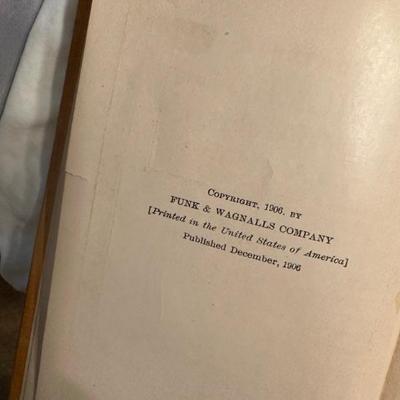 Copyright, 1906, by
FUNK & WAGNALLS COMPANY
[Printed in the United States of America]
Published December, 1906